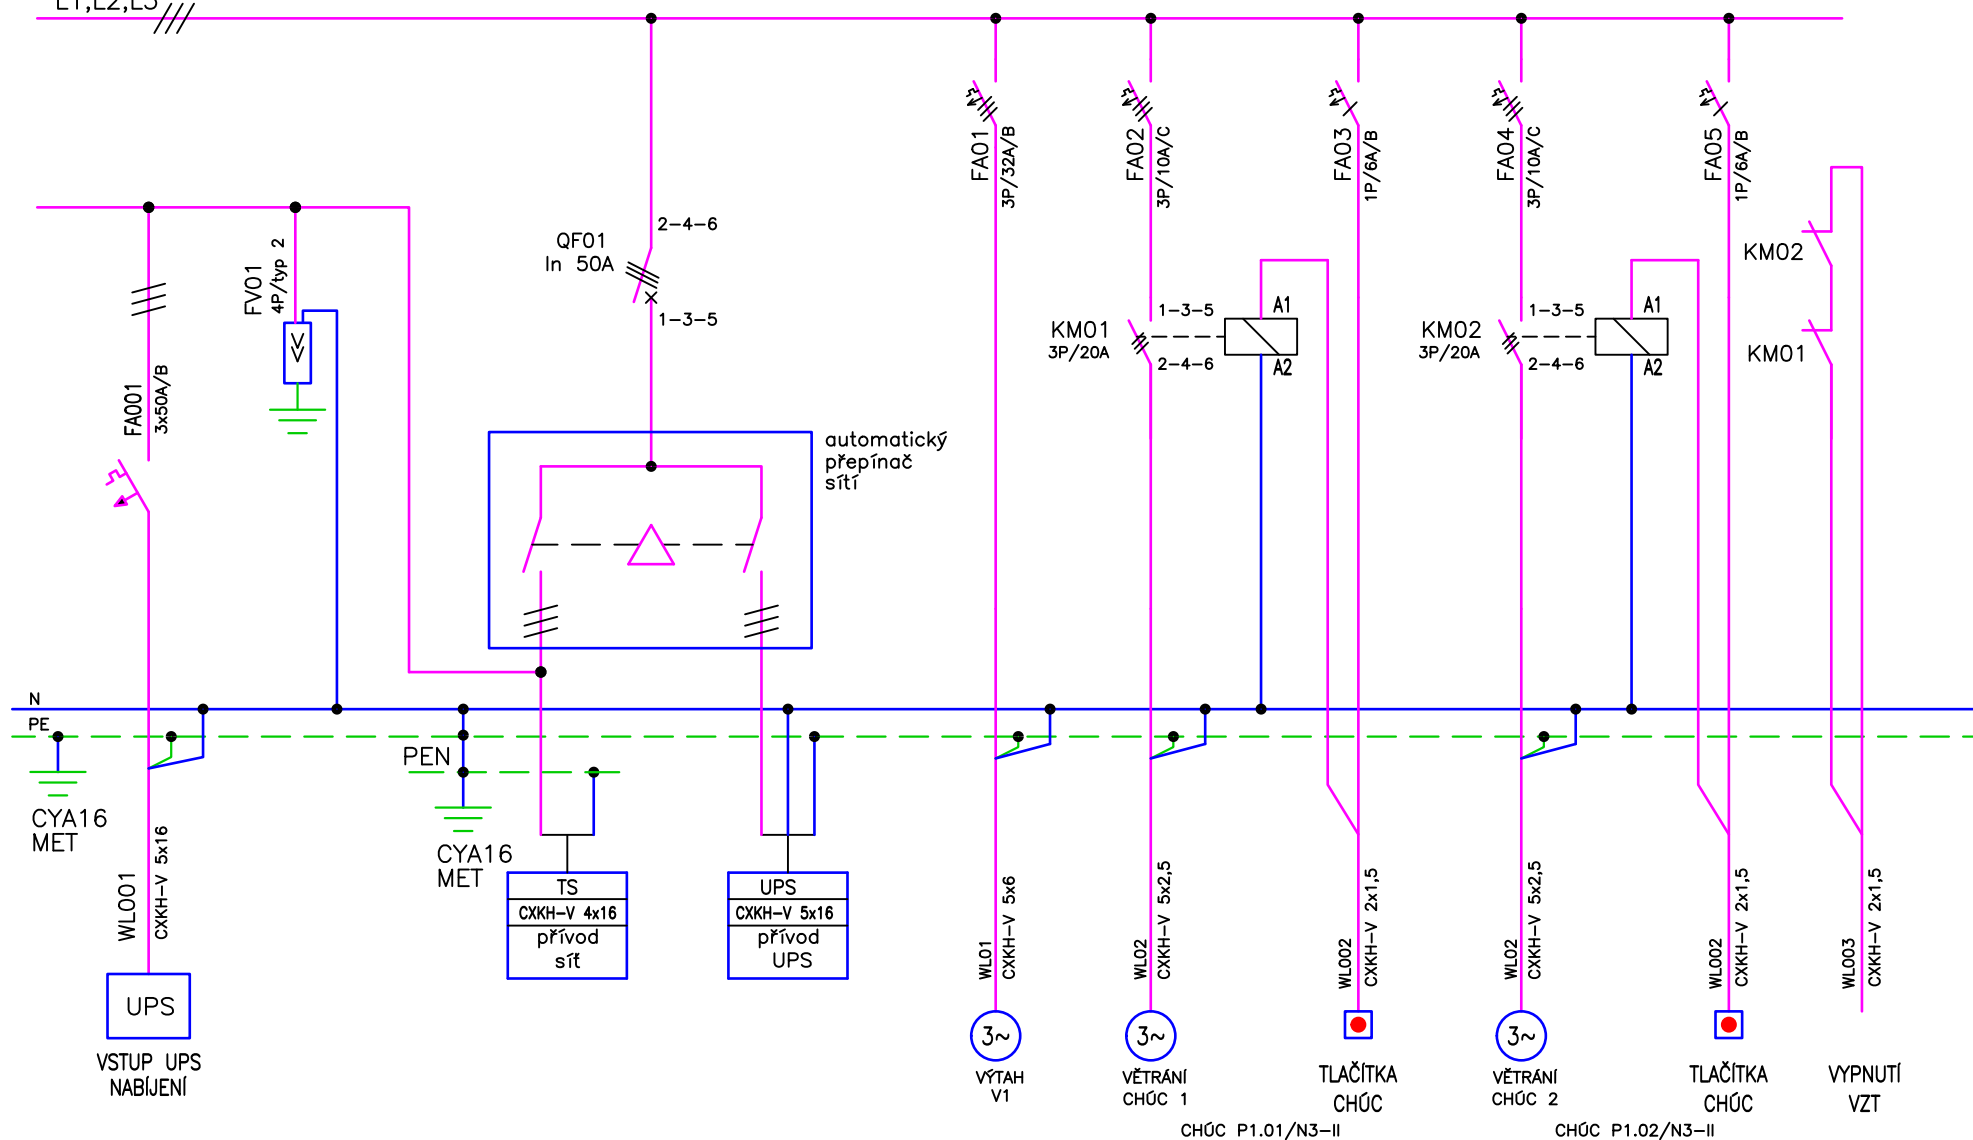 L1,L2,L3
FA01
3P/32A/B
FA02
3P/10A/C
FA03
1P/6A/B
FA04
3P/10A/C
FA05
1P/6A/B
2-4-6
QF01
In 50A
1-3-5
FV01
4P/typ 2
FA001
3x50A/B
KM02
KM01
KM01
3P/20A
1-3-5
2-4-6
A1
A2
KM02
3P/20A
1-3-5
2-4-6
A1
A2
automatický
přepínač
sítí
N
PE
PEN
CYA16
MET
CYA16
MET
WL001
CXKH-V 5x16
TS
CXKH-V 4x16
přívod
síť
UPS
CXKH-V 5x16
přívod
UPS
WL01
CXKH-V 5x6
WL02
CXKH-V 5x2,5
WL002
CXKH-V 2x1,5
WL02
CXKH-V 5x2,5
WL002
CXKH-V 2x1,5
WL003
CXKH-V 2x1,5
UPS
VSTUP UPS
NABÍJENÍ
3~
VÝTAH
V1
3~
VĚTRÁNÍ
CHÚC 1
TLAČÍTKA
CHÚC
CHÚC P1.01/N3-II
3~
VĚTRÁNÍ
CHÚC 2
TLAČÍTKA
CHÚC
CHÚC P1.02/N3-II
VYPNUTÍ
VZT